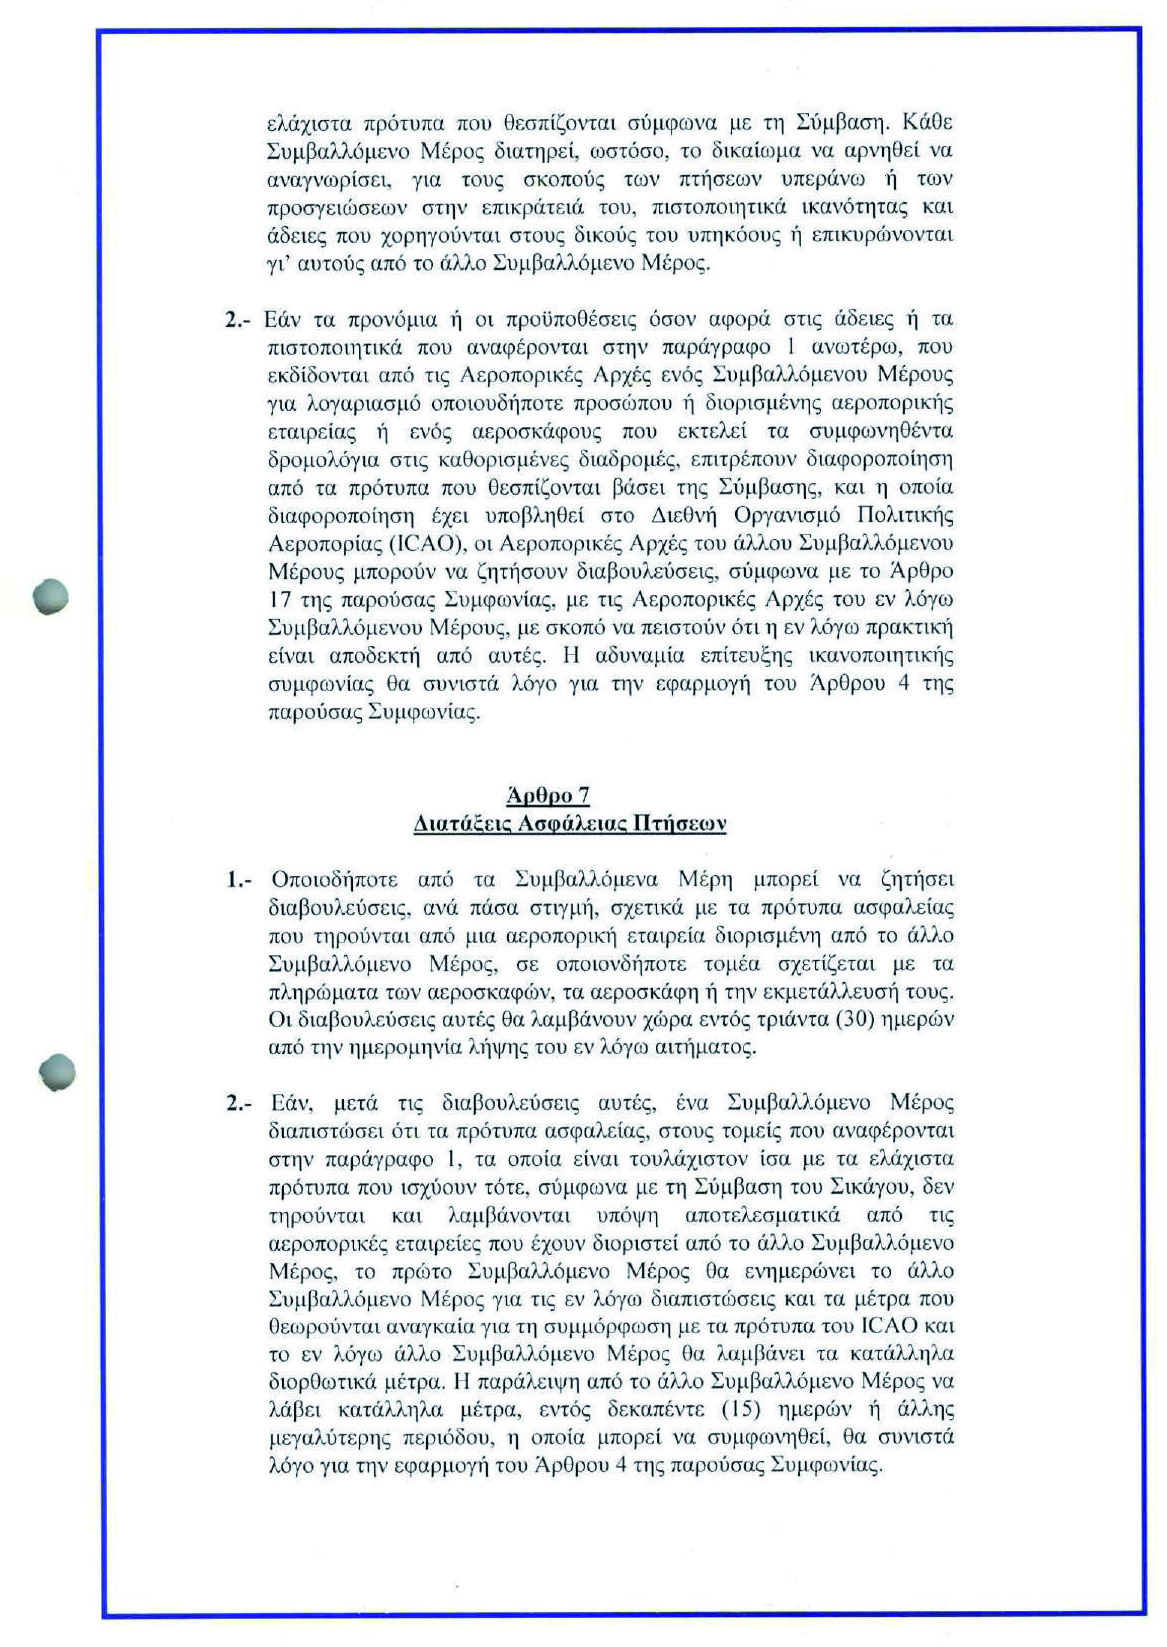 ελάχιστα πρότυπα που θεσπίζονται σύμφωνα με τη Σύμβαση. Κάθε
Συμβαλλόμενο Μέρος διατηρεί, ωστόσο, το δικαίωμα να αρνηθεί να
αναγνωρίσει, για τους σκοπούς των πτήσεων υπεράνω ή των
προσγειώσεων στην επικράτειά του, πιστοποιητικά ικανότητας και
άδειες που χορηγούνται στους δικούς του υπηκόους ή επικυρώνονται
γι' αυτούς από το άλλο Συμβαλλόμενο Μέρος.
2.- Εάν τα προνόμια ή οι προϋποθέσεις όσον αφορά στις άδειες ή τα
πιστοποιητικά που αναφέρονται στην παράγραφο 1 ανωτέρω, που
εκδίδονται από τις Αεροπορικές Αρχές ενός Συμβαλλόμενου Μέρους
για λογαριασμό οποιουδήποτε προσώπου ή διορισμένης αεροπορικής
εταιρείας ή ενός αεροσκάφους που εκτελεί τα συμφωνηθέντα
δρομολόγια στις καθορισμένες διαδρομές, επιτρέπουν διαφοροποίηση
από τα πρότυπα που θεσπίζονται βάσει της Σύμβασης, και η οποία
διαφοροποίηση έχει υποβληθεί στο Διεθνή Οργανισμό Πολιτικής
Αεροπορίας (ICAO), οι Αεροπορικές Αρχές του άλλου Συμβαλλόμενου
Μέρους μπορούν να ζητήσουν διαβουλεύσεις, σύμφωνα με το Άρθρο
17 της παρούσας Συμφωνίας, με τις Αεροπορικές Αρχές του εν λόγω
Συμβαλλόμενου Μέρους, με σκοπό να πειστούν ότι η εν λόγω πρακτική
είναι αποδεκτή από αυτές. Η αδυναμία επίτευξης ικανοποιητικής
συμφωνίας θα συνιστά λόγο για την εφαρμογή του Άρθρου 4 της
παρούσας Συμφωνίας.
Άρθρο 7
Διατάξεις Ασφάλειας Πτήσεων
1.- Οποιοδήποτε από τα Συμβαλλόμενα Μέρη μπορεί να ζητήσει
διαβουλεύσεις, ανά πάσα στιγμή, σχετικά με τα πρότυπα ασφαλείας
που τηρούνται από μια αεροπορική εταιρεία διορισμένη από το άλλο
Συμβαλλόμενο Μέρος, σε οποιονδήποτε τομέα σχετίζεται με τα
πληρώματα των αεροσκαφών, τα αεροσκάφη ή την εκμετάλλευσή τους.
Οι διαβουλεύσεις αυτές θα λαμβάνουν χώρα εντός τριάντα (30) ημερών
από την ημερομηνία λήψης του εν λόγω αιτήματος.
2.- Εάν, μετά τις διαβουλεύσεις αυτές, ένα Συμβαλλόμενο Μέρος
διαπιστώσει ότι τα πρότυπα ασφαλείας, στους τομείς που αναφέρονται
στην παράγραφο 1, τα οποία είναι τουλάχιστον ίσα με τα ελάχιστα
πρότυπα που ισχύουν τότε, σύμφωνα με τη Σύμβαση του Σικάγου, δεν
τηρούνται και λαμβάνονται υπόψη αποτελεσματικά από τις
αεροπορικές εταιρείες που έχουν διοριστεί από το άλλο Συμβαλλόμενο
Μέρος, το πρώτο Συμβαλλόμενο Μέρος θα ενημερώνει το άλλο
Συμβαλλόμενο Μέρος για τις εν λόγω διαπιστώσεις και τα μέτρα που
θεωρούνται αναγκαία για τη συμμόρφωση με τα πρότυπα του ICAO και
το εν λόγω άλλο Συμβαλλόμενο Μέρος θα λαμβάνει τα κατάλληλα
διορθωτικά μέτρα. Η παράλειψη από το άλλο Συμβαλλόμενο Μέρος να
λάβει κατάλληλα μέτρα, εντός δεκαπέντε (15) ημερών ή άλλης
μεγαλύτερης περιόδου, η οποία μπορεί να συμφωνηθεί, θα συνιστά
λόγο για την εφαρμογή του Άρθρου 4 της παρούσας Συμφωνίας.